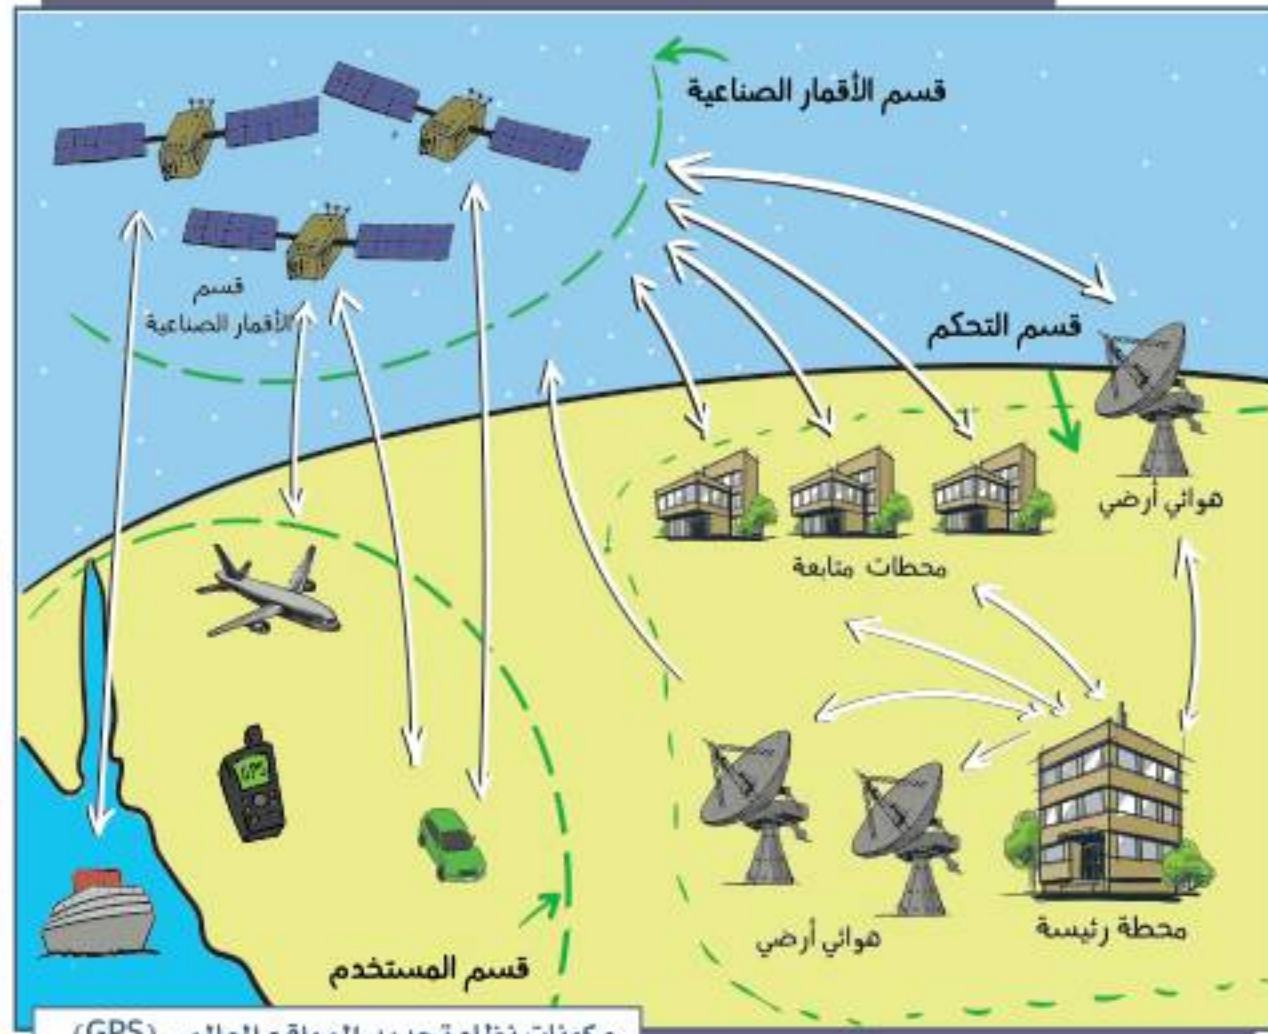 قسم الأقمار الصناعية
قسم
الأقمار الصناعية
قسم التحكم
هوائي أرضي
محطات متابعة
GPS
هوائي أرضي
محطة رئيسة
قسم المستخدم
(GPS)